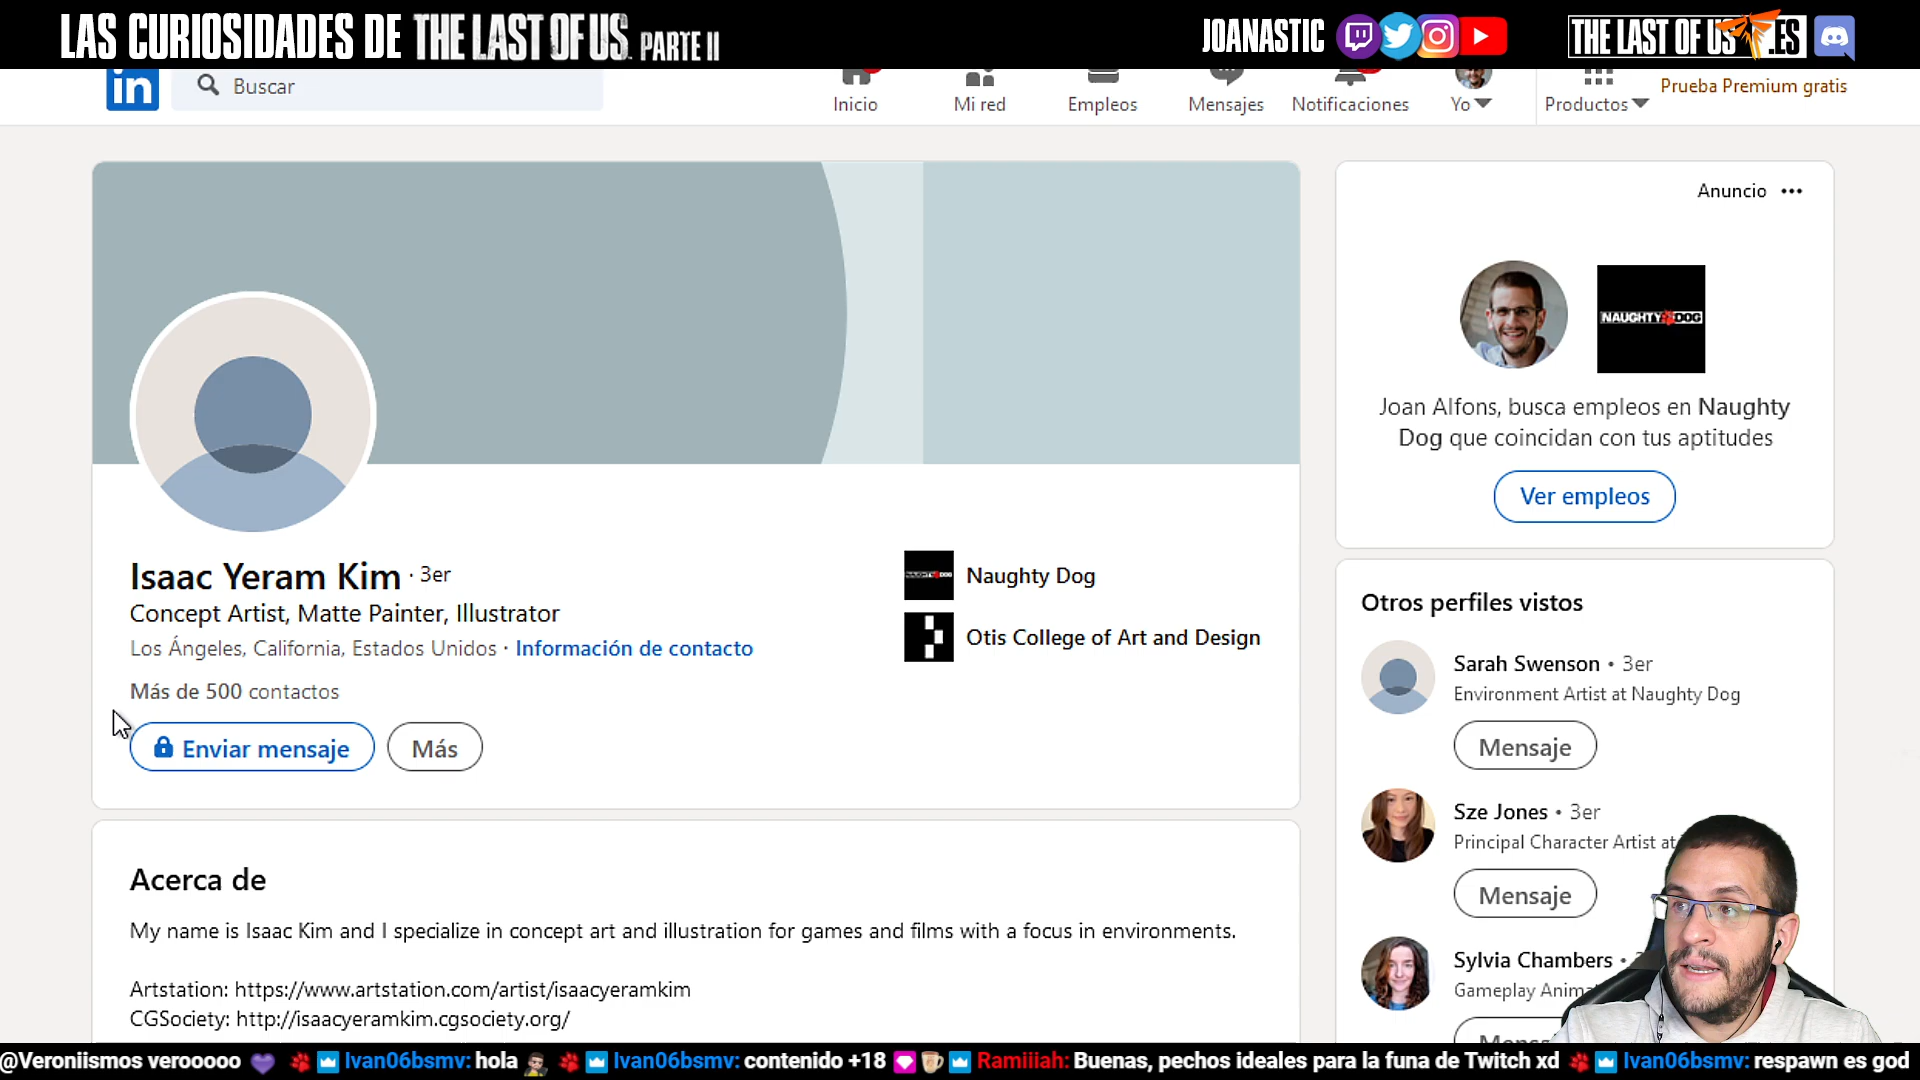 LAS CURIOSIDADES DE THE LAST OF US PARTE II
JOANASTIC
THE LAST OF US .ES
in
Buscar
Inicio
Mi red
Empleos
Mensajes
Notificaciones
Yo
Productos
Prueba Premium gratis
Anuncio
NAUGHTY DOG
Joan Alfons, busca empleos en Naughty
Dog que coincidan con tus aptitudes
Ver empleos
Isaac Yeram Kim · 3er
Concept Artist, Matte Painter, Illustrator
Los Ángeles, California, Estados Unidos · Información de contacto
Más de 500 contactos
Enviar mensaje
Más
Naughty Dog
Otis College of Art and Design
Otros perfiles vistos
Sarah Swenson • 3er
Environment Artist at Naughty Dog
Mensaje
Sze Jones • 3er
Principal Character Artist at
Mensaje
Sylvia Chambers •
Gameplay
Acerca de
My name is Isaac Kim and I specialize in concept art and illustration for games and films with a focus in environments.
Artstation: https://www.artstation.com/artist/isaacyeramkim
CGSociety: http://isaacyeramkim.cgsociety.org/
@Veroniismos verooooo Ivan06bsmv: hola Ivan06bsmv: contenido +18 Ramiiiah: Buenas, pechos ideales para la funa de Twitch xd Ivan06bsmv: respawn es god